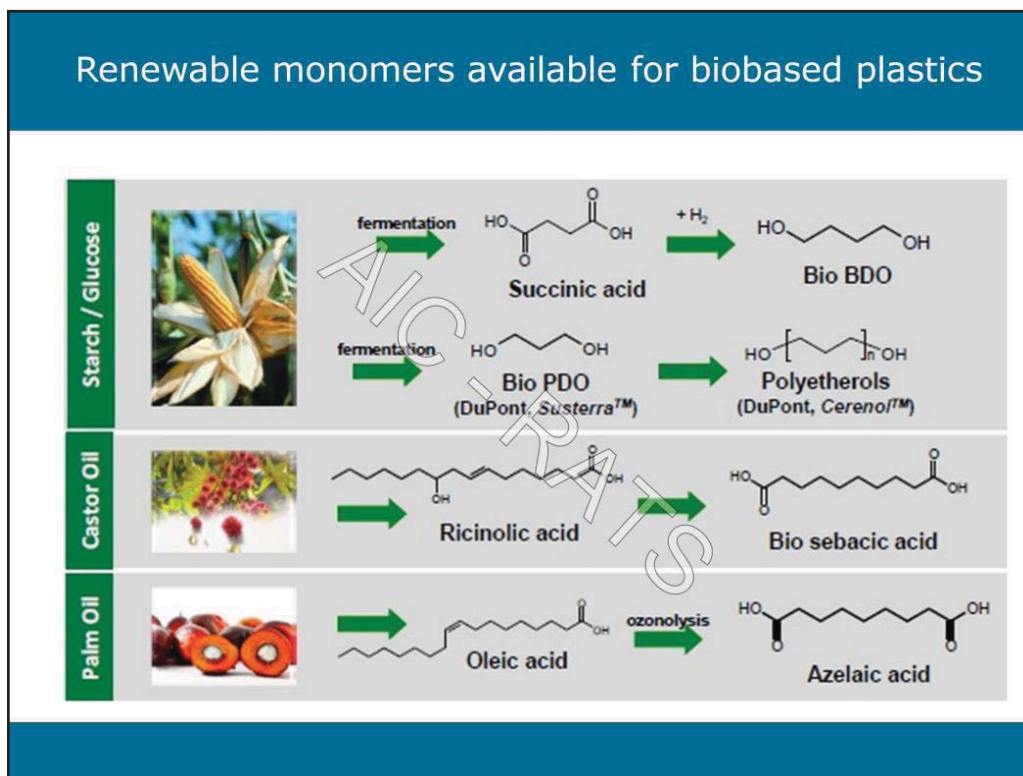 Renewable monomers available for biobased plastics
Starch / Glucose
fermentation
HO
O
O
OH
Succinic acid
+ H₂
HO
OH
Bio BDO
fermentation
HO
OH
Bio PDO
(DuPont, Susterra™)
HO
[
]n
OH
Polyetherols
(DuPont, Cerenol™)
Castor Oil
O
OH
OH
Ricinolic acid
HO
O
O
OH
Bio sebacic acid
Palm Oil
O
OH
Oleic acid
ozonolysis
HO
O
OH
O
Azelaic acid
AIC - RATS